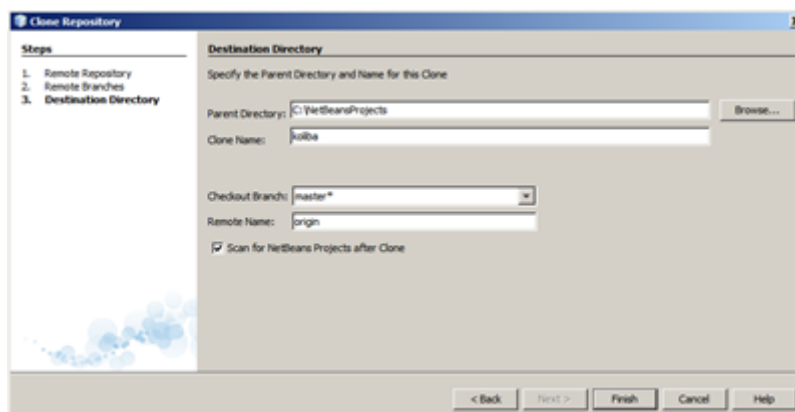 Clone Repository
Steps
1. Remote Repository
2. Remote Branches
3. Destination Directory
Destination Directory
Specify the Parent Directory and Name for this Clone
Parent Directory: C:\NetBeansProjects Browse...
Clone Name: koliba
Checkout Branch: master*
Remote Name: origin
Scan for NetBeans Projects after Clone
< Back Next > Finish Cancel Help